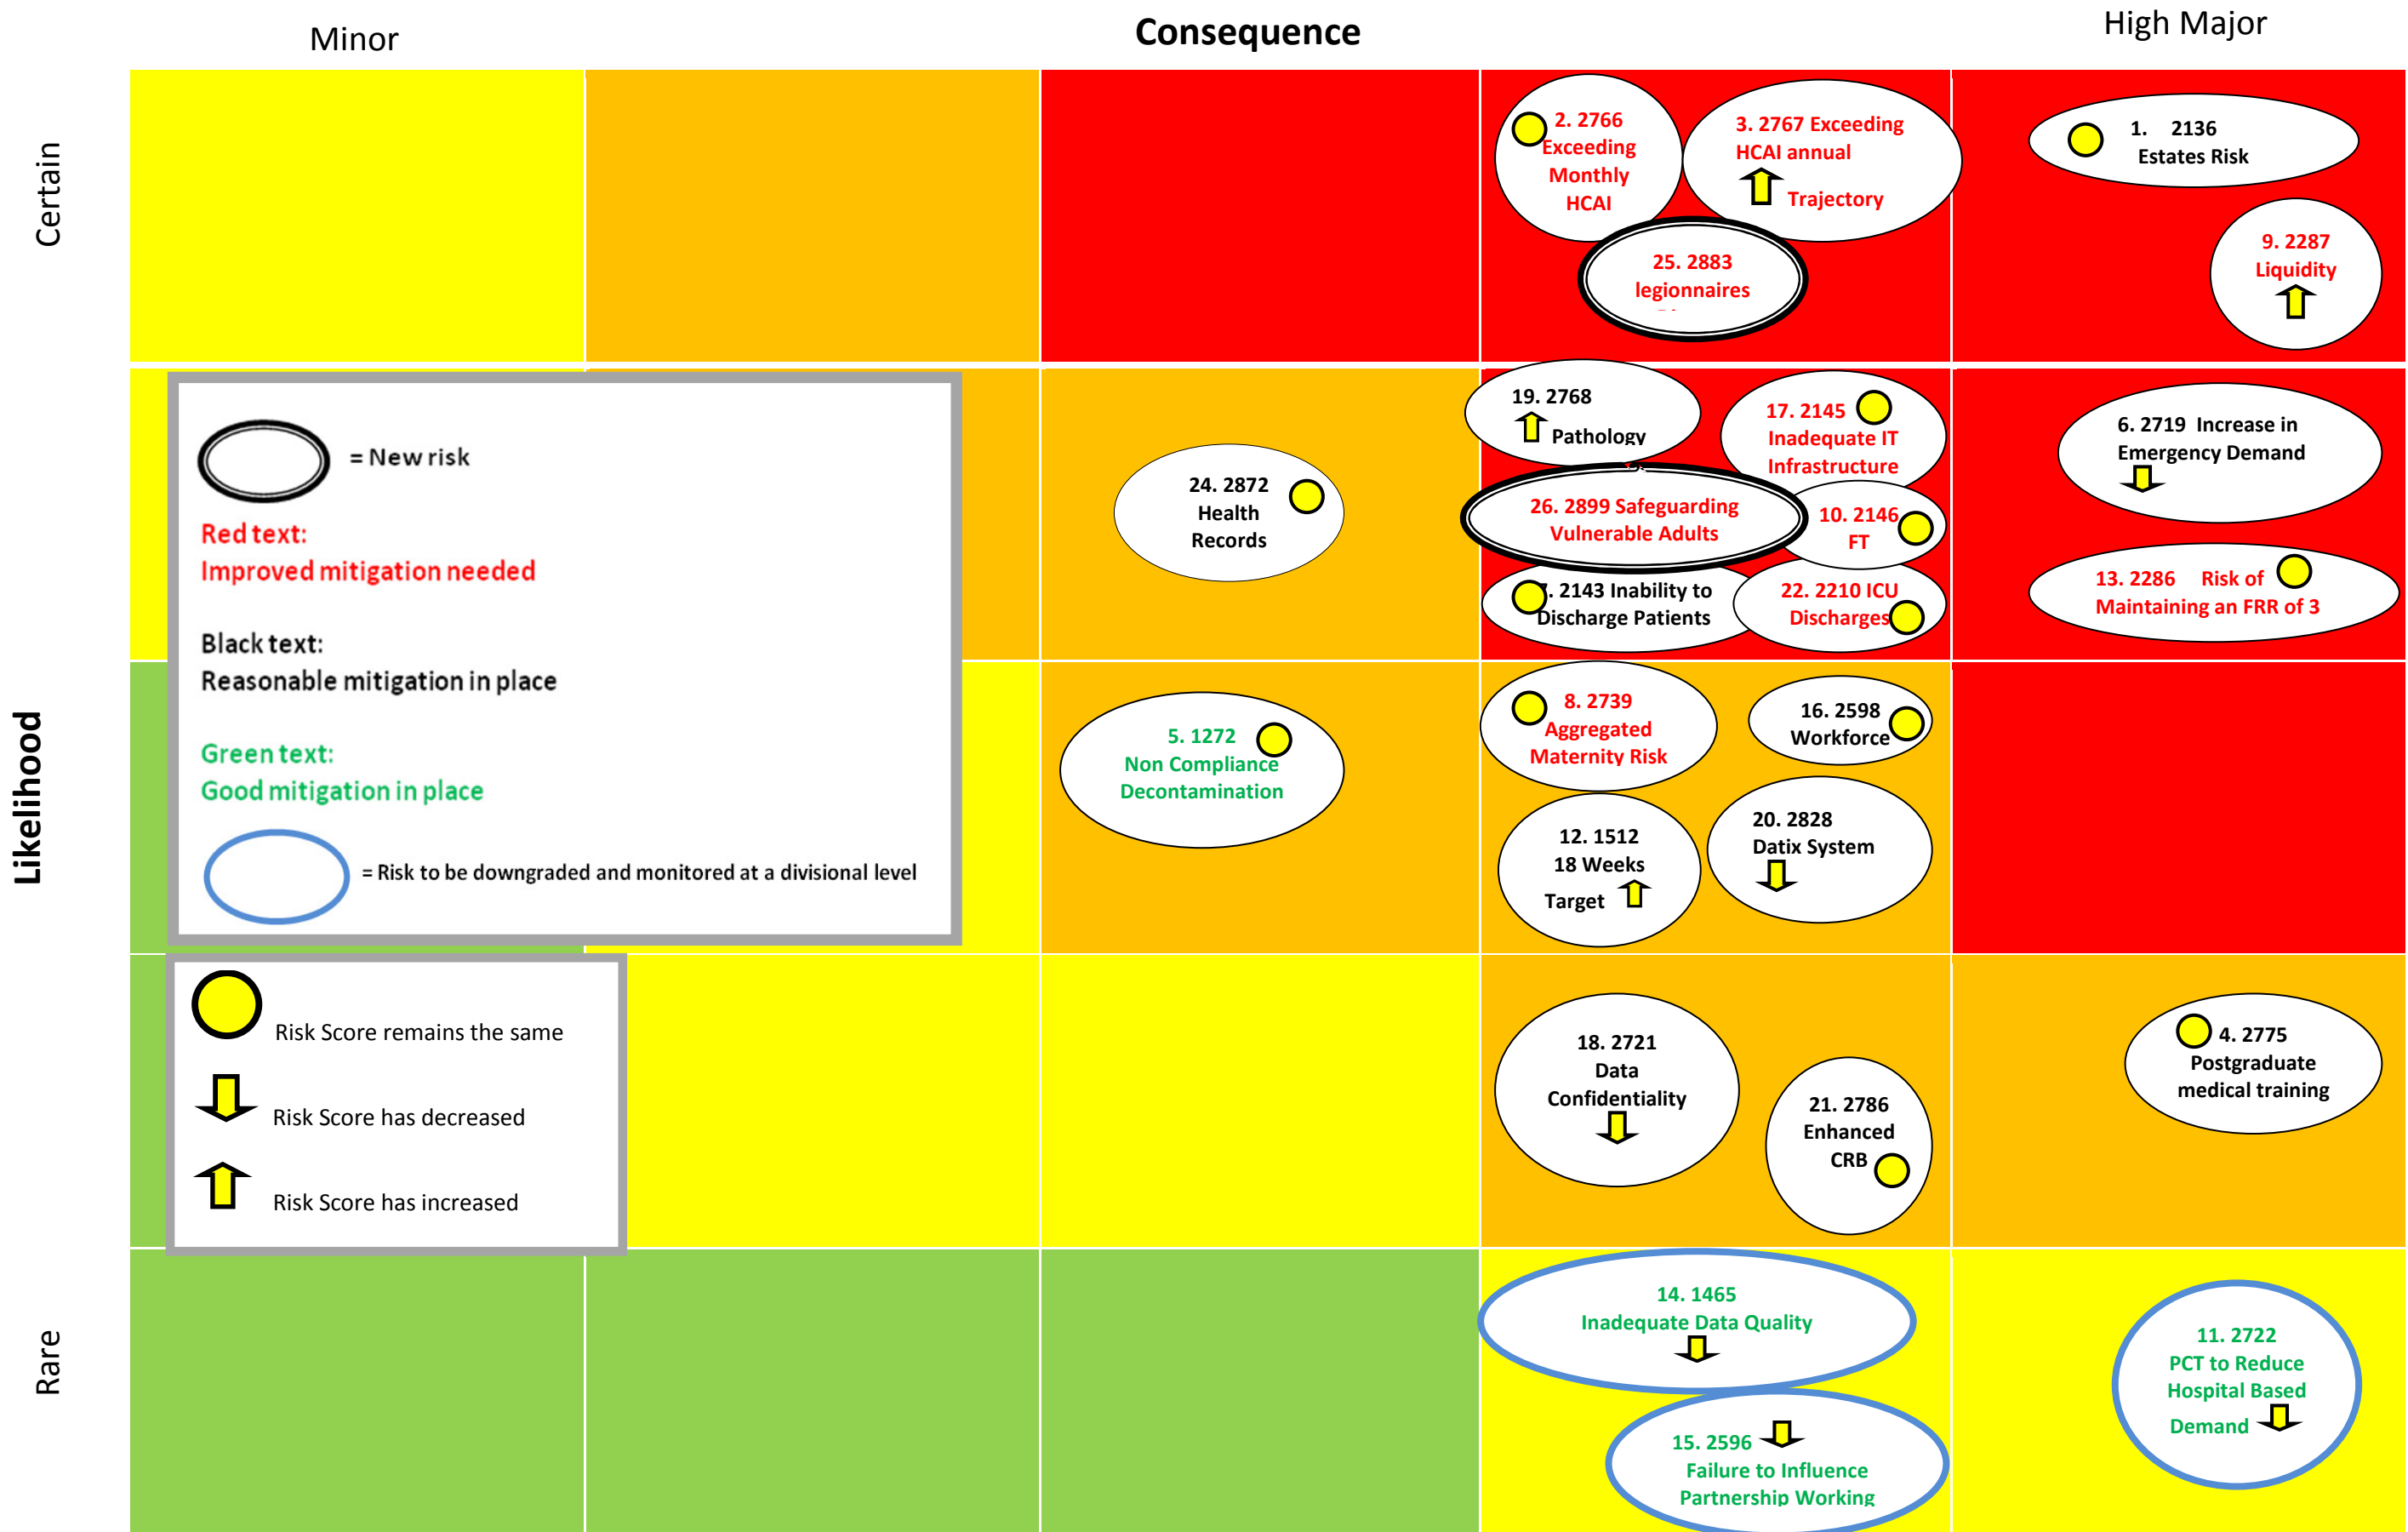 Minor
Consequence
High Major
Certain
2. 2766
Exceeding
Monthly
HCAI
3. 2767 Exceeding
HCAI annual
Trajectory
1. 2136
Estates Risk
9. 2287
Liquidity
25. 2883
legionnaires
= New risk
Red text:
Improved mitigation needed
Black text:
Reasonable mitigation in place
Green text:
Good mitigation in place
= Risk to be downgraded and monitored at a divisional level
24. 2872
Health
Records
19. 2768
Pathology
17. 2145
Inadequate IT
Infrastructure
26. 2899 Safeguarding
Vulnerable Adults
10. 2146
FT
. 2143 Inability to
Discharge Patients
22. 2210 ICU
Discharges
6. 2719 Increase in
Emergency Demand
13. 2286 Risk of
Maintaining an FRR of 3
Likelihood
5. 1272
Non Compliance
Decontamination
8. 2739
Aggregated
Maternity Risk
16. 2598
Workforce
12. 1512
18 Weeks
Target
20. 2828
Datix System
Risk Score remains the same
Risk Score has decreased
Risk Score has increased
18. 2721
Data
Confidentiality
21. 2786
Enhanced
CRB
4. 2775
Postgraduate
medical training
Rare
14. 1465
Inadequate Data Quality
15. 2596
Failure to Influence
Partnership Working
11. 2722
PCT to Reduce
Hospital Based
Demand